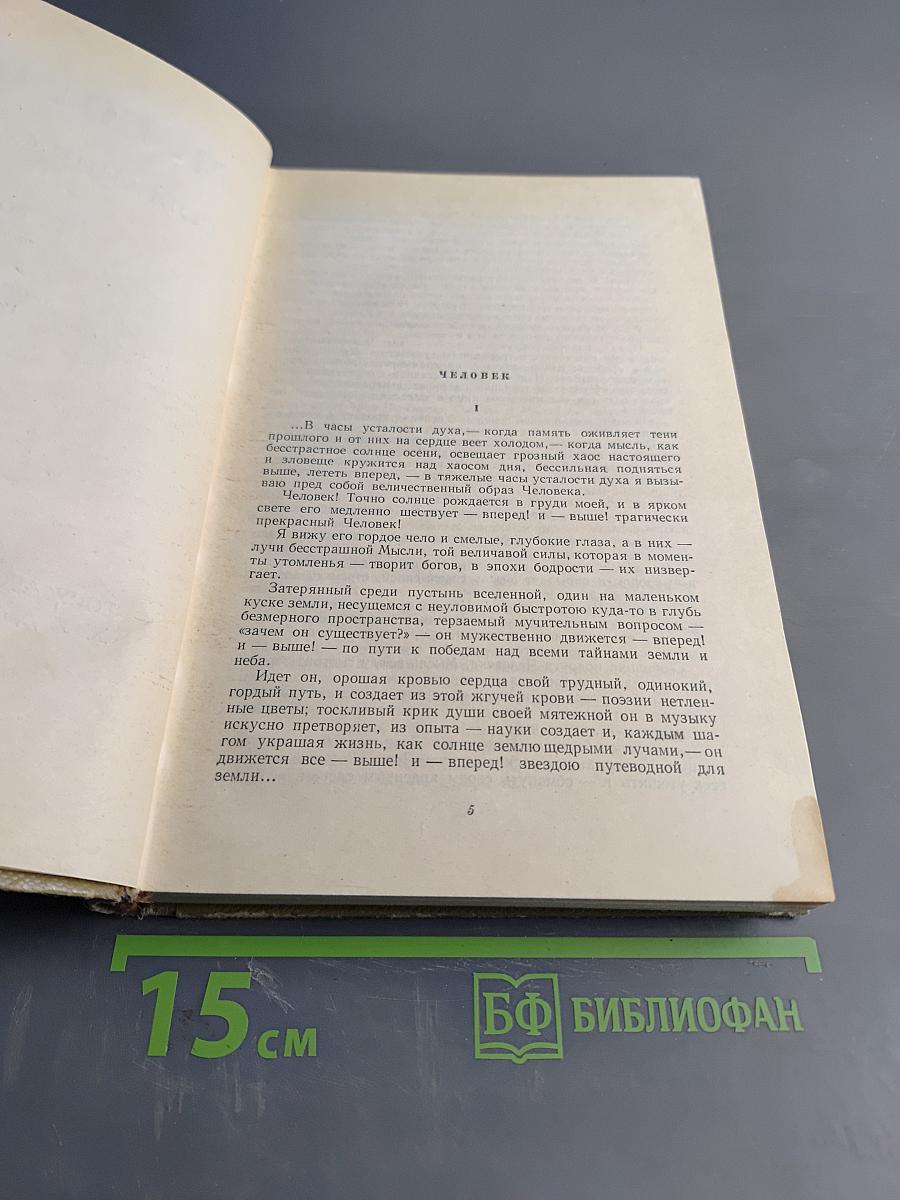 ЧЕЛОВЕК
I
...В часы усталости духа,— когда память оживляет тени
прошлого и от них на сердце веет холодом,— когда мысль, как
бесстрастное солнце осени, освещает грозный хаос настоящего
и зловеще кружится над хаосом дня, бессильная подняться
выше, лететь вперед, — в тяжелые часы усталости духа я вызы-
ваю пред собой величественный образ Человека.
Человек! Точно солнце рождается в груди моей, и в ярком
свете его медленно шествует — вперед! и — выше! трагически
прекрасный Человек!
Я вижу его гордое чело и смелые, глубокие глаза, а в них —
лучи бесстрашной Мысли, той величавой силы, которая в момен-
ты утомленья — творит богов, в эпохи бодрости — их низвер-
гает.
Затерянный среди пустынь вселенной, один на маленьком
куске земли, несущемся с неуловимой быстротою куда-то в глубь
безмерного пространства, терзаемый мучительным вопросом —
«зачем он существует?» — он мужественно движется — вперед!
и — выше! — по пути к победам над всеми тайнами земли и
неба.
Идет он, орошая кровью сердца свой трудный, одинокий,
гордый путь, и создает из этой жгучей крови — поэзии нетлен-
ные цветы; тоскливый крик души своей мятежной он в музыку
искусно претворяет, из опыта — науки создает и, каждым ша-
гом украшая жизнь, как солнце землю щедрыми лучами,— он
движется все — выше! и — вперед! звездою путеводной для
земли...
5
15 см
БФ БИБЛИОФАН